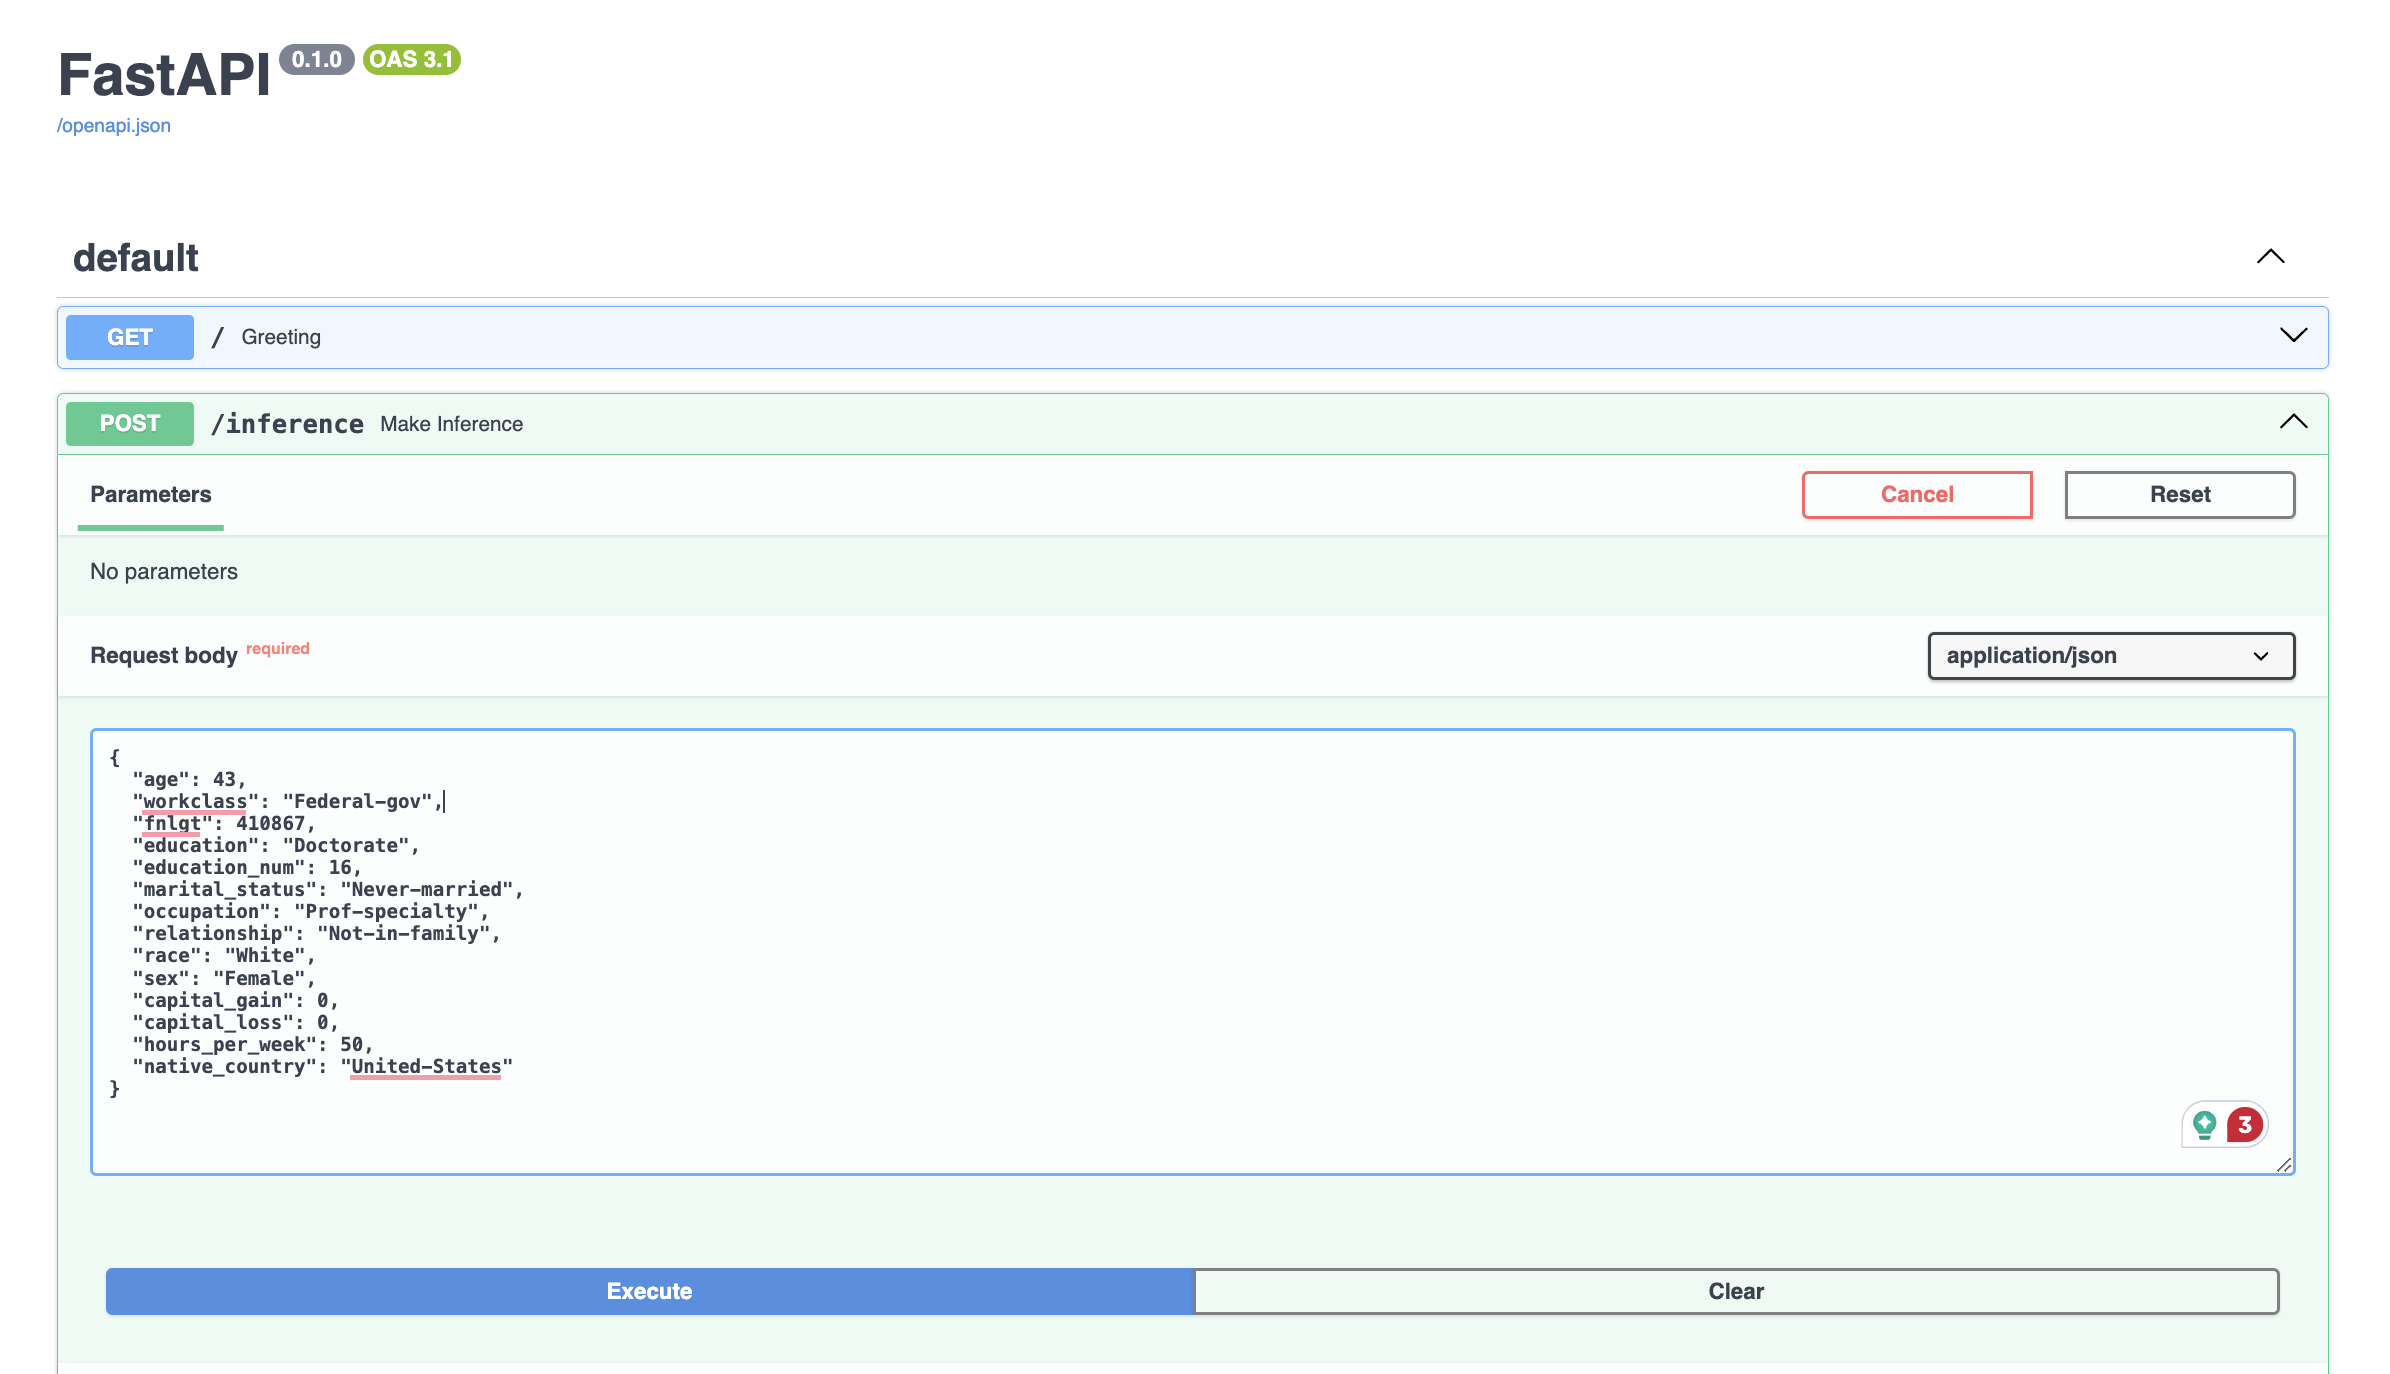 FastAPI 0.1.0 OAS 3.1
/openapi.json
default
GET / Greeting
POST /inference Make Inference
Parameters Cancel Reset
No parameters
Request body required application/json
{
  "age": 43,
  "workclass": "Federal-gov",
  "fnlgt": 410867,
  "education": "Doctorate",
  "education_num": 16,
  "marital_status": "Never-married",
  "occupation": "Prof-specialty",
  "relationship": "Not-in-family",
  "race": "White",
  "sex": "Female",
  "capital_gain": 0,
  "capital_loss": 0,
  "hours_per_week": 50,
  "native_country": "United-States"
}
3
Execute Clear